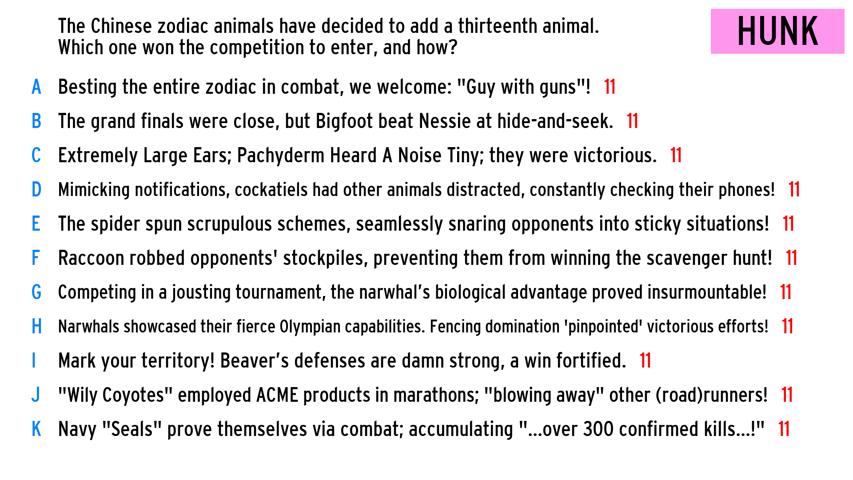 The Chinese zodiac animals have decided to add a thirteenth animal.
Which one won the competition to enter, and how?
HUNK
A Besting the entire zodiac in combat, we welcome: "Guy with guns"! 11
B The grand finals were close, but Bigfoot beat Nessie at hide-and-seek. 11
C Extremely Large Ears; Pachyderm Heard A Noise Tiny; they were victorious. 11
D Mimicking notifications, cockatiels had other animals distracted, constantly checking their phones! 11
E The spider spun scrupulous schemes, seamlessly snaring opponents into sticky situations! 11
F Raccoon robbed opponents' stockpiles, preventing them from winning the scavenger hunt! 11
G Competing in a jousting tournament, the narwhal’s biological advantage proved insurmountable! 11
H Narwhals showcased their fierce Olympian capabilities. Fencing domination 'pinpointed' victorious efforts! 11
I Mark your territory! Beaver’s defenses are damn strong, a win fortified. 11
J "Wily Coyotes" employed ACME products in marathons; "blowing away" other (road)runners! 11
K Navy "Seals" prove themselves via combat; accumulating "...over 300 confirmed kills...!" 11